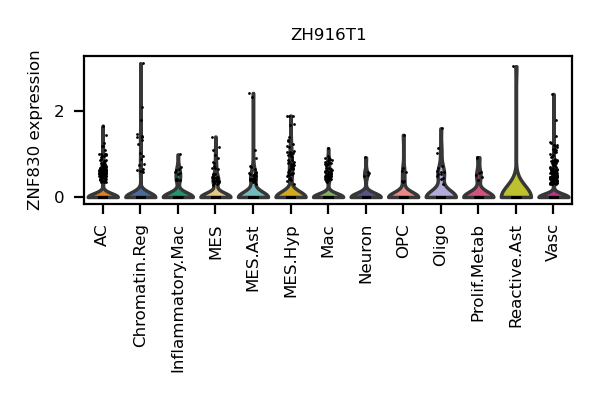 ZH916T1
ZNF830 expression
2
0
AC
Chromatin.Reg
Inflammatory.Mac
MES
MES.Ast
MES.Hyp
Mac
Neuron
OPC
Oligo
Prolif.Metab
Reactive.Ast
Vasc